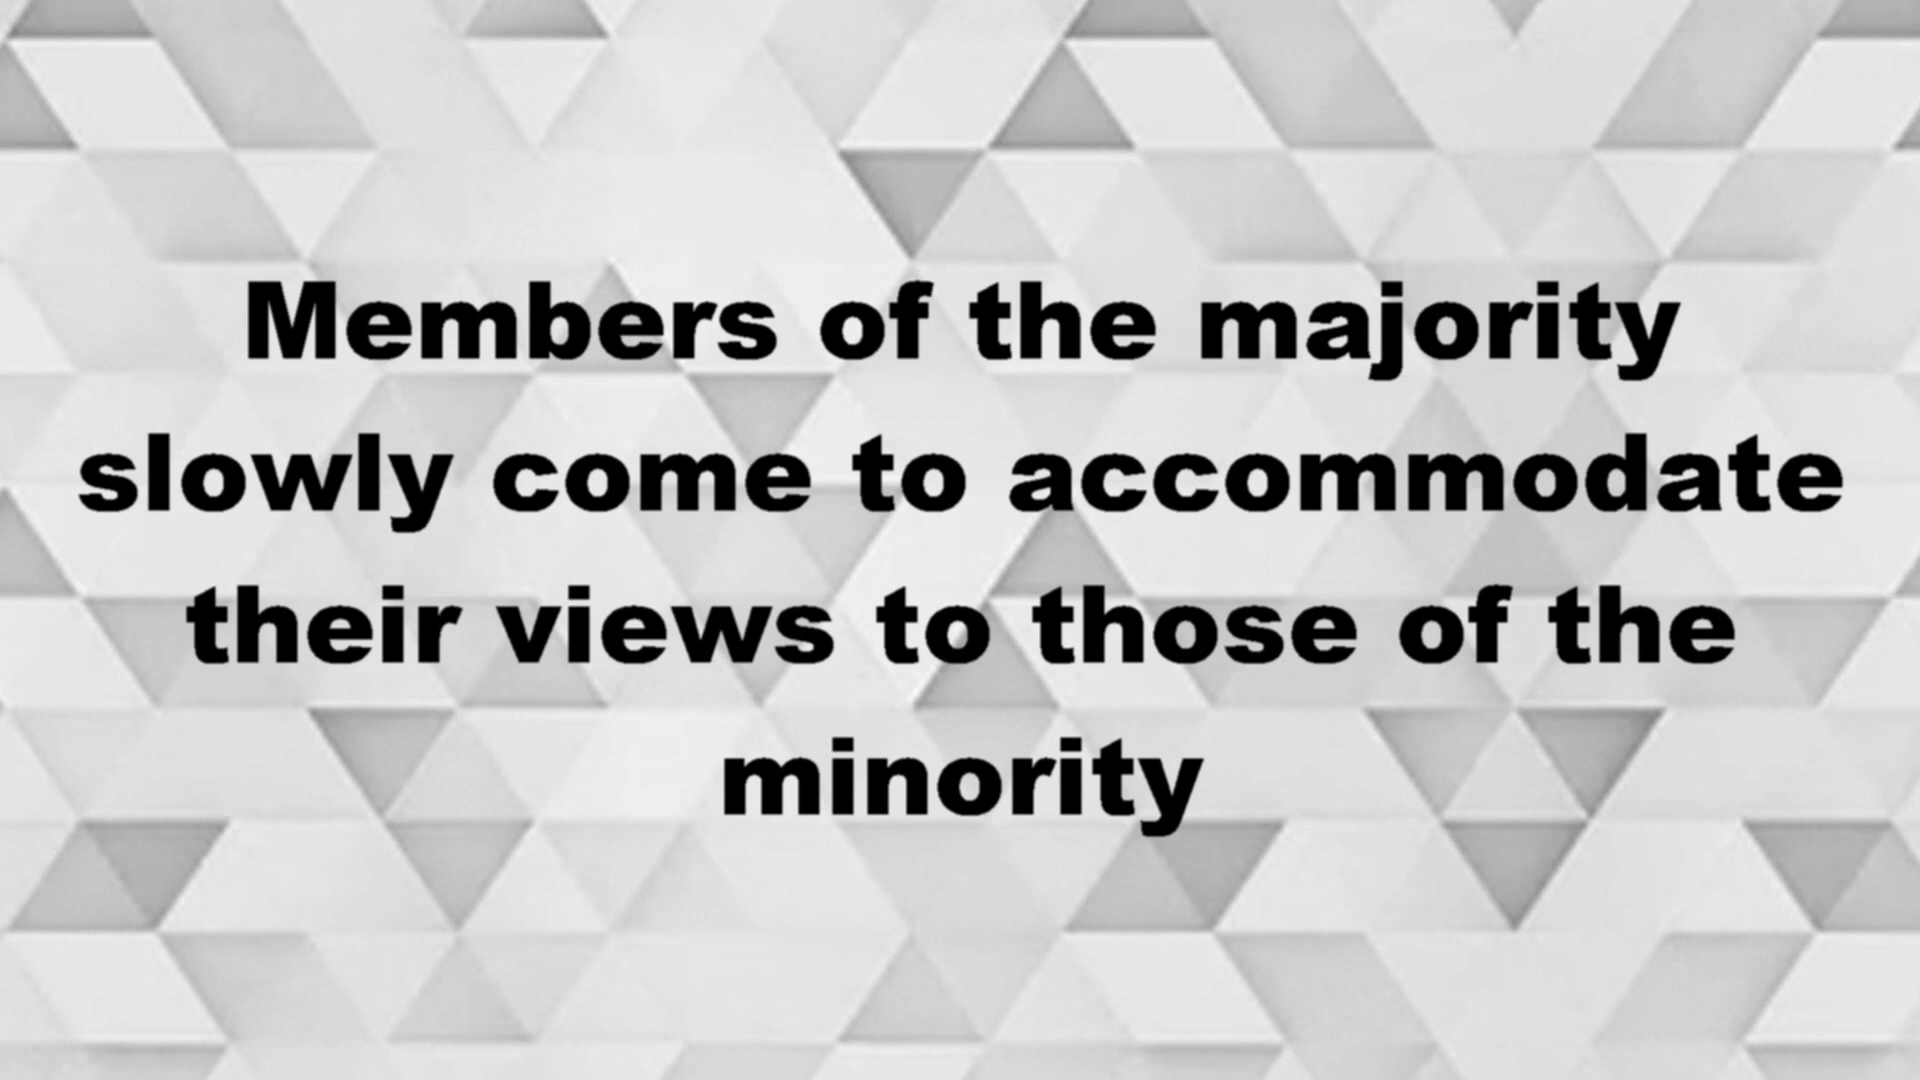 Members of the majority
slowly come to accommodate
their views to those of the
minority